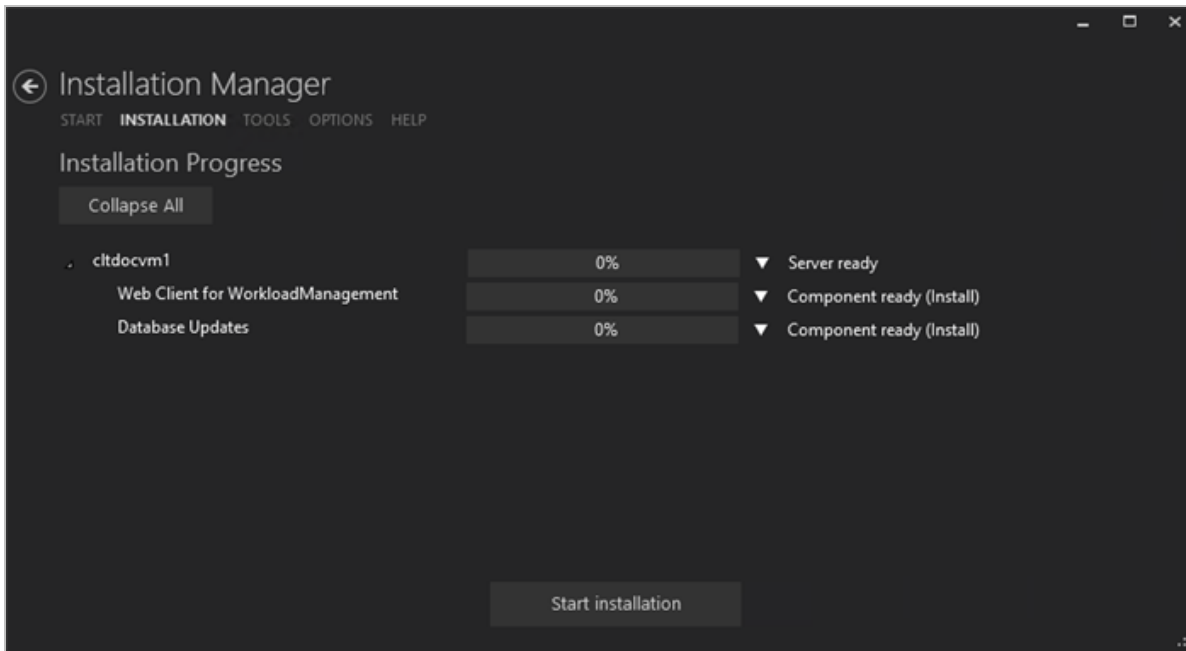 Installation Manager
START INSTALLATION TOOLS OPTIONS HELP
Installation Progress
Collapse All
cltdocvm1 0% Server ready
Web Client for WorkloadManagement 0% Component ready (Install)
Database Updates 0% Component ready (Install)
Start installation